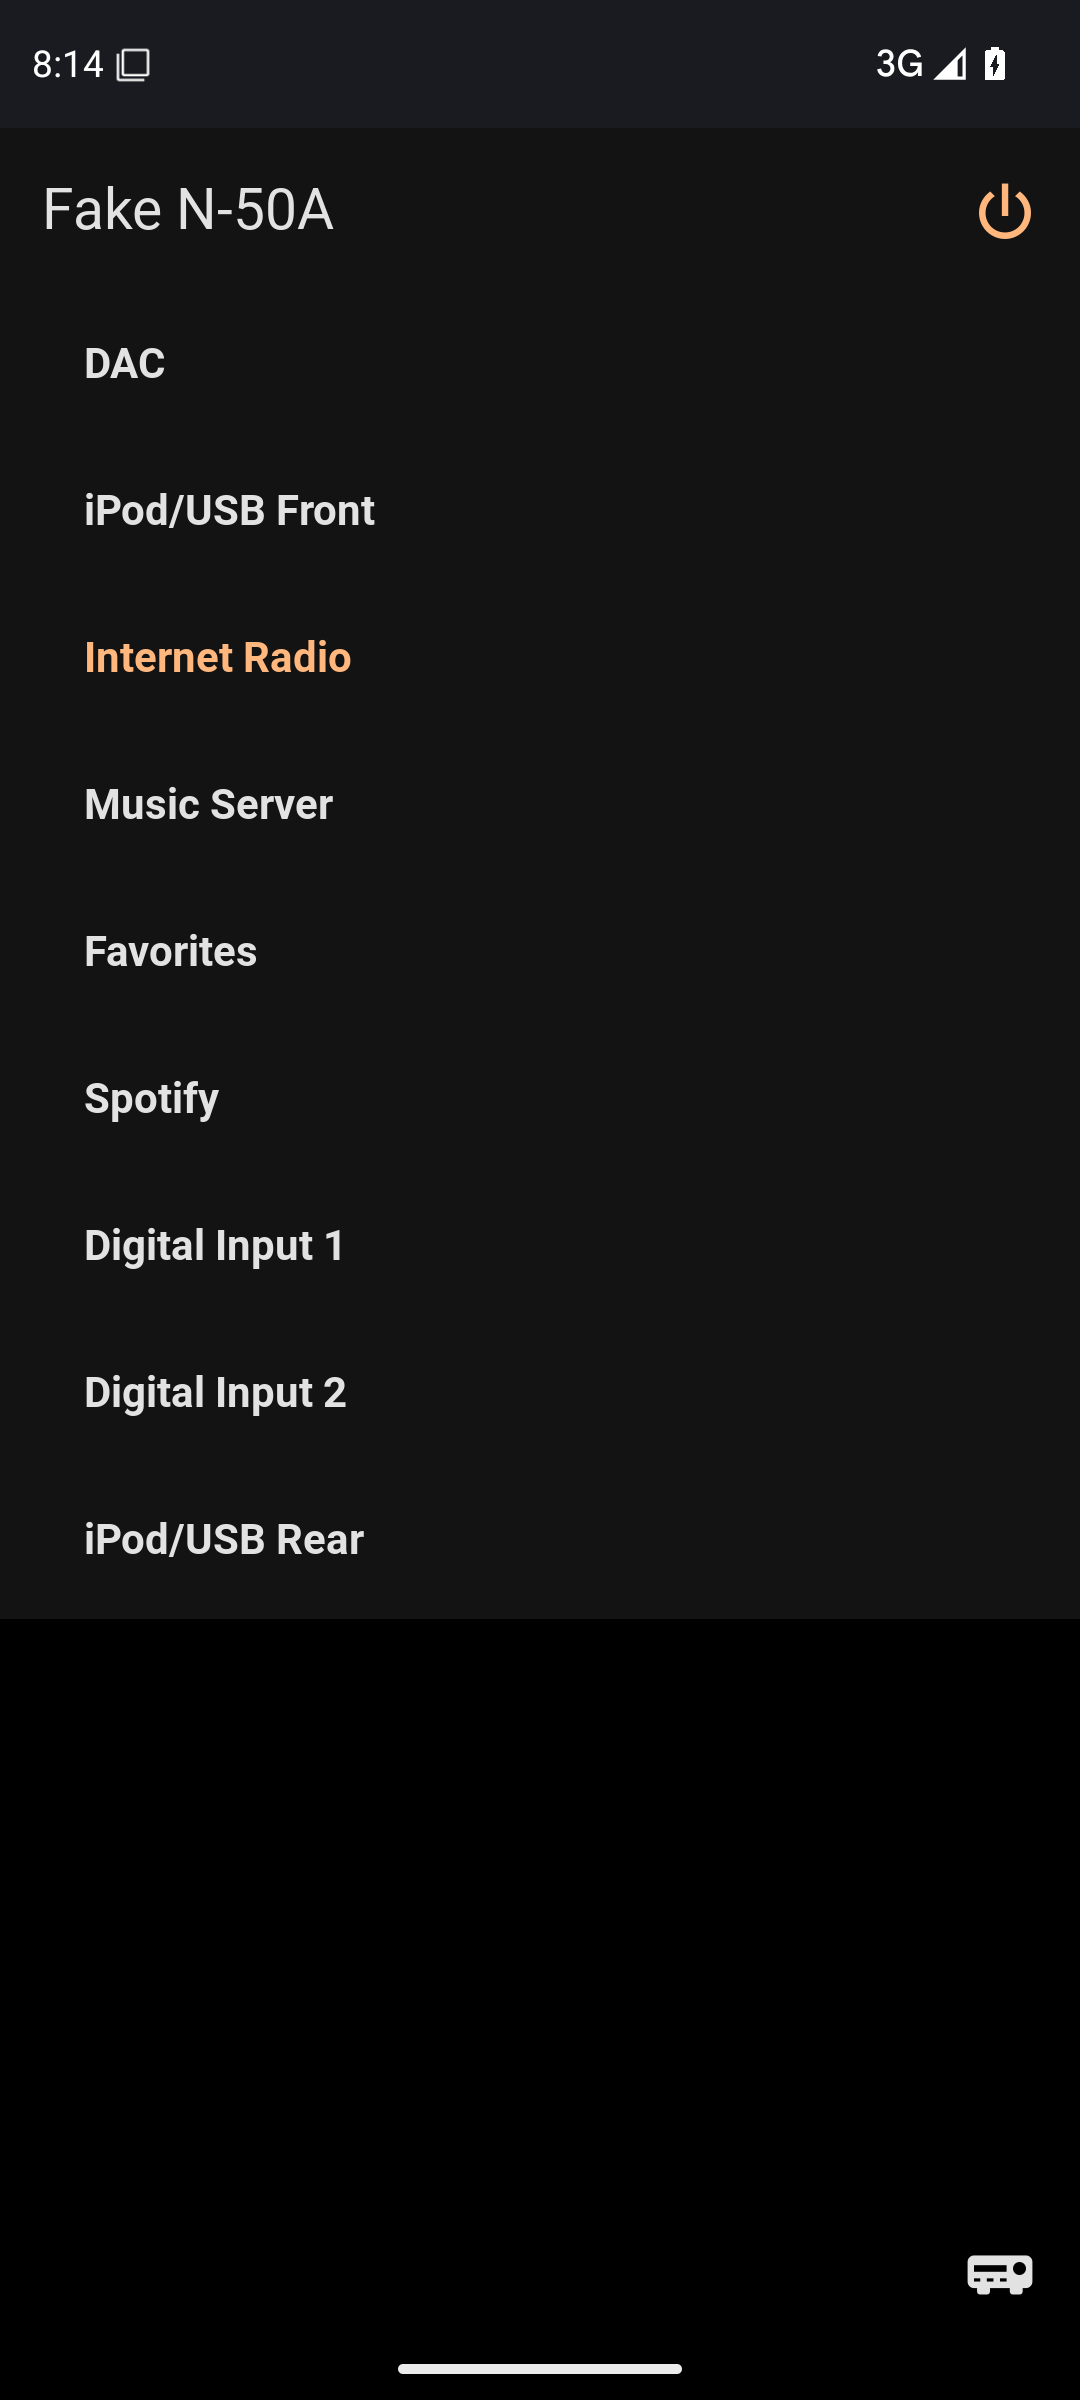 8:14
3G
Fake N-50A
DAC
iPod/USB Front
Internet Radio
Music Server
Favorites
Spotify
Digital Input 1
Digital Input 2
iPod/USB Rear